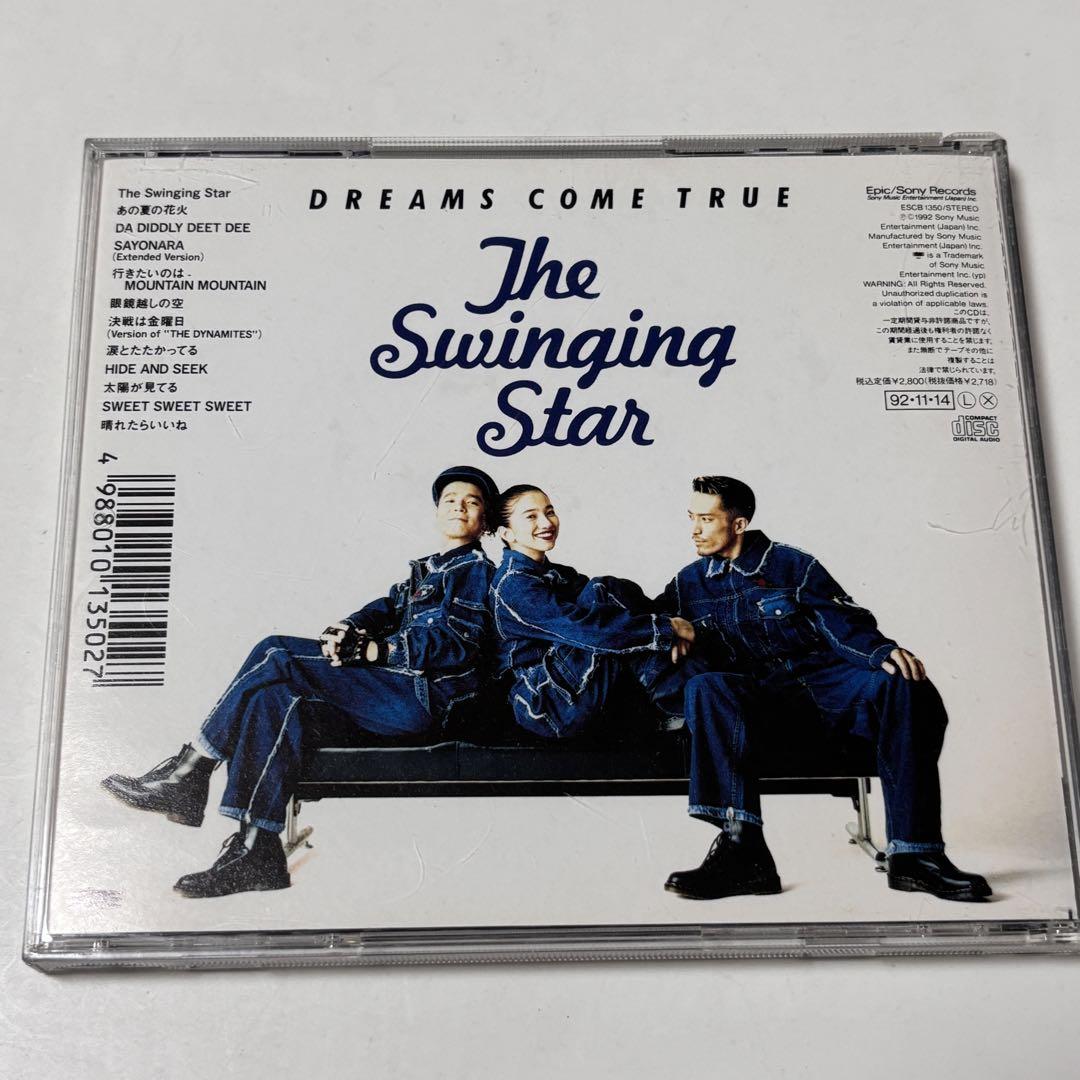 DREAMS COME TRUE
The
Swinging
Star
The Swinging Star
あの夏の花火
DA DIDDLY DEET DEE
SAYONARA
(Extended Version)
行きたいのは -
MOUNTAIN MOUNTAIN
眼鏡越しの空
決戦は金曜日
(Version of "THE DYNAMITES")
涙とたたかってる
HIDE AND SEEK
太陽が見てる
SWEET SWEET SWEET
晴れたらいいね
4 988010 135027
Epic/Sony Records
Sony Music Entertainment (Japan) Inc.
ESCB 1350/STEREO
Ⓟ©1992 Sony Music
Entertainment (Japan) Inc.
Manufactured by Sony Music
Entertainment (Japan) Inc.
is a Trademark
of Sony Music
Entertainment Inc. (yp)
WARNING: All Rights Reserved.
Unauthorized duplication is
a violation of applicable laws.
このCDは、
一定期間貸与非許諾商品ですが、
この期間経過後も権利者の許諾なく
賃貸業に使用することを禁じます。
また無断でテープその他に
複製することは
法律で禁じられています。
税込定価¥2,800(税抜価格¥2,718)
92・11・14 Ⓛ Ⓧ
COMPACT
disc
DIGITAL AUDIO